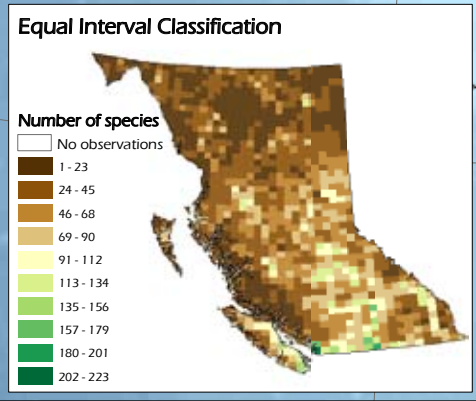 Equal Interval Classification
Number of species
No observations
1 - 23
24 - 45
46 - 68
69 - 90
91 - 112
113 - 134
135 - 156
157 - 179
180 - 201
202 - 223